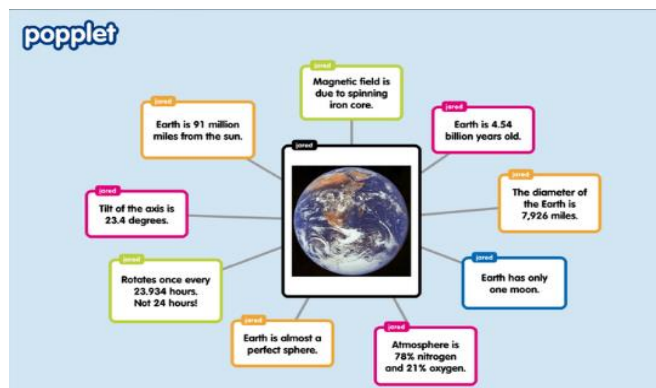 popplet
jared
Magnetic field is
due to spinning
iron core.
jared
Earth is 91 million
miles from the sun.
jared
Earth is 4.54
billion years old.
jared
jared
Tilt of the axis is
23.4 degrees.
jared
The diameter of
the Earth is
7,926 miles.
jared
Rotates once every
23.934 hours.
Not 24 hours!
jared
Earth has only
one moon.
jared
Earth is almost a
perfect sphere.
jared
Atmosphere is
78% nitrogen
and 21% oxygen.